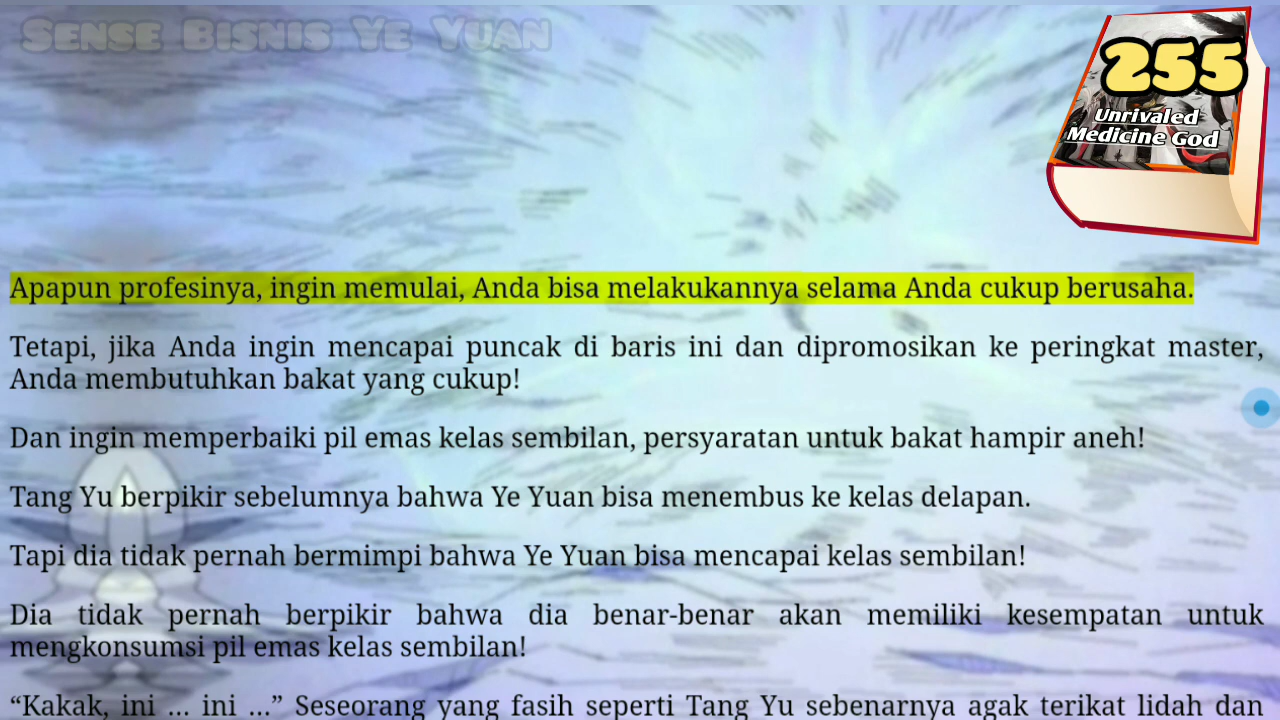 Sense Bisnis Ye Yuan
255
Unrivaled
Medicine God
Apapun profesinya, ingin memulai, Anda bisa melakukannya selama Anda cukup berusaha.
Tetapi, jika Anda ingin mencapai puncak di baris ini dan dipromosikan ke peringkat master,
Anda membutuhkan bakat yang cukup!
Dan ingin memperbaiki pil emas kelas sembilan, persyaratan untuk bakat hampir aneh!
Tang Yu berpikir sebelumnya bahwa Ye Yuan bisa menembus ke kelas delapan.
Tapi dia tidak pernah bermimpi bahwa Ye Yuan bisa mencapai kelas sembilan!
Dia tidak pernah berpikir bahwa dia benar-benar akan memiliki kesempatan untuk
mengkonsumsi pil emas kelas sembilan!
“Kakak, ini ... ini ...” Seseorang yang fasih seperti Tang Yu sebenarnya agak terikat lidah dan